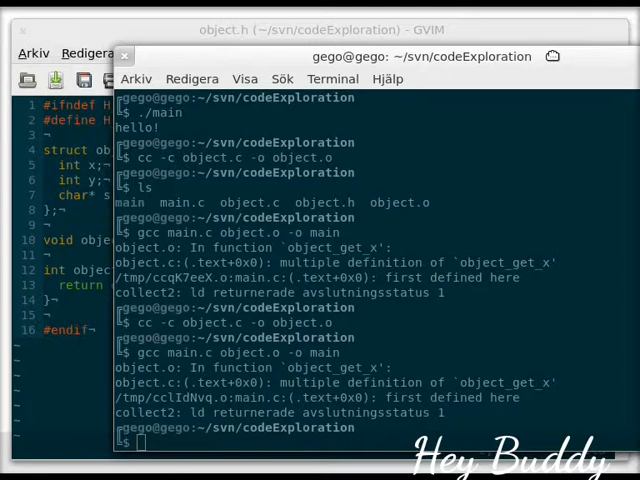 object.h (~/svn/codeExploration) - GVIM
Arkiv Redigera
gego@gego: ~/svn/codeExploration
Arkiv Redigera Visa Sök Terminal Hjälp
1 #ifndef H
2 #define H
3 ¬
4 struct ob
5 int x;¬
6 int y;¬
7 char* s
8 };¬
9 ¬
10 void obje
11 ¬
12 int object
13 return
14 }¬
15 ¬
16 #endif¬
~
~
~
~
~
~
~
╔gego@gego:~/svn/codeExploration
╚$ ./main
hello!
╔gego@gego:~/svn/codeExploration
╚$ cc -c object.c -o object.o
╔gego@gego:~/svn/codeExploration
╚$ ls
main main.c object.c object.h object.o
╔gego@gego:~/svn/codeExploration
╚$ gcc main.c object.o -o main
object.o: In function `object_get_x':
object.c:(.text+0x0): multiple definition of `object_get_x'
/tmp/ccqK7eeX.o:main.c:(.text+0x0): first defined here
collect2: ld returnerade avslutningsstatus 1
╔gego@gego:~/svn/codeExploration
╚$ cc -c object.c -o object.o
╔gego@gego:~/svn/codeExploration
╚$ gcc main.c object.o -o main
object.o: In function `object_get_x':
object.c:(.text+0x0): multiple definition of `object_get_x'
/tmp/cclIdNvq.o:main.c:(.text+0x0): first defined here
collect2: ld returnerade avslutningsstatus 1
╔gego@gego:~/svn/codeExploration
╚$
Hey Buddy